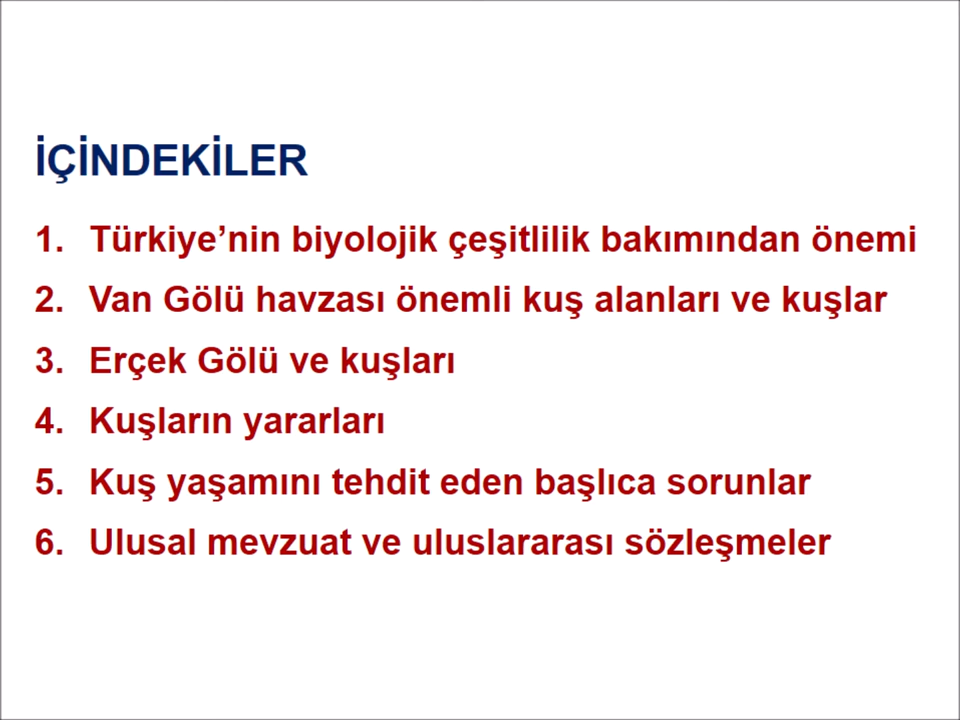 İÇİNDEKİLER
1. Türkiye’nin biyolojik çeşitlilik bakımından önemi
2. Van Gölü havzası önemli kuş alanları ve kuşlar
3. Erçek Gölü ve kuşları
4. Kuşların yararları
5. Kuş yaşamını tehdit eden başlıca sorunlar
6. Ulusal mevzuat ve uluslararası sözleşmeler